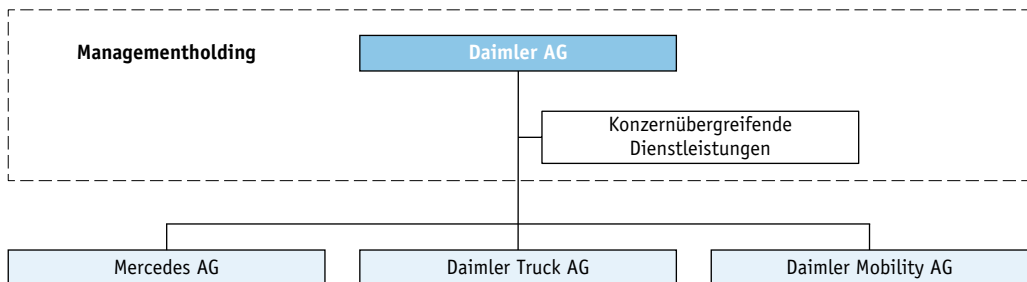 Managementholding
Daimler AG
Konzernübergreifende
Dienstleistungen
Mercedes AG
Daimler Truck AG
Daimler Mobility AG